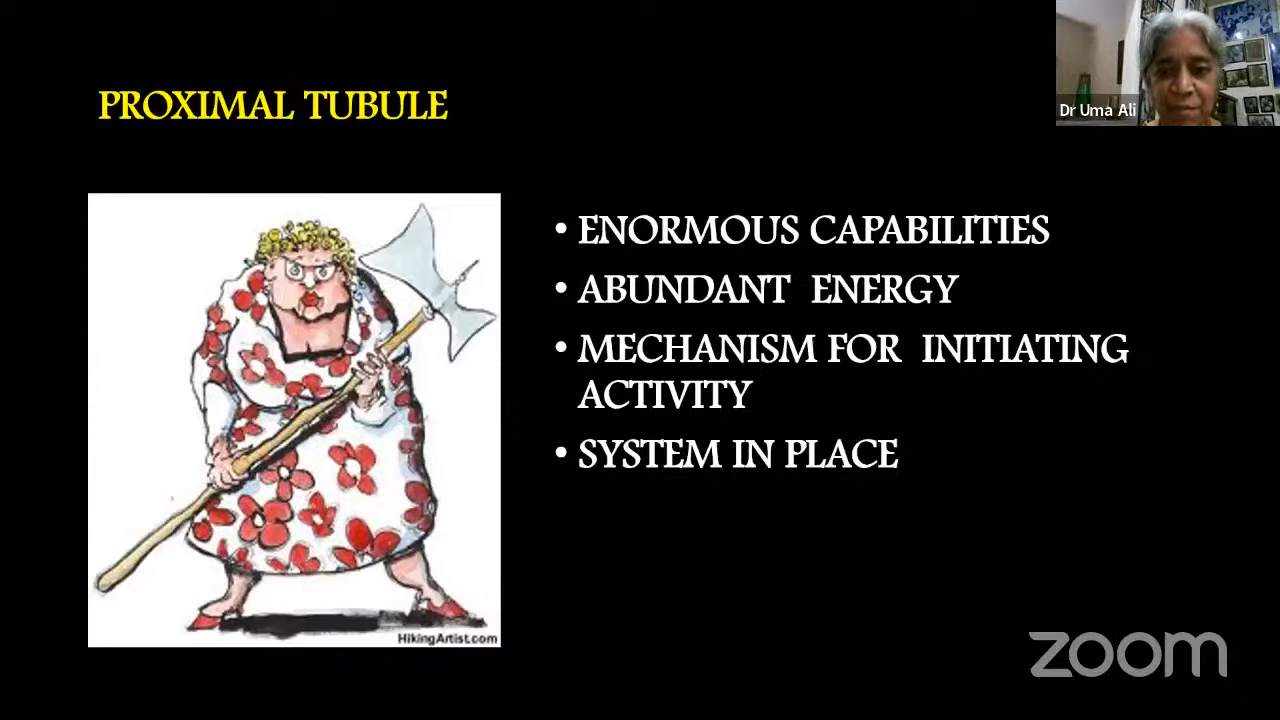 PROXIMAL TUBULE
Dr Uma Ali
• ENORMOUS CAPABILITIES
• ABUNDANT ENERGY
• MECHANISM FOR INITIATING
ACTIVITY
• SYSTEM IN PLACE
HikingArtist.com
zoom